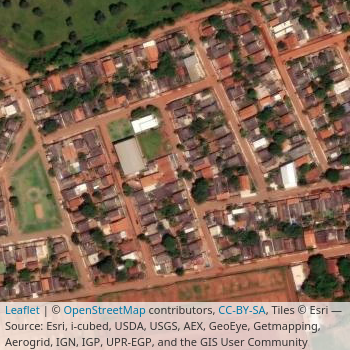 Leaflet | © OpenStreetMap contributors, CC-BY-SA, Tiles © Esri —
Source: Esri, i-cubed, USDA, USGS, AEX, GeoEye, Getmapping,
Aerogrid, IGN, IGP, UPR-EGP, and the GIS User Community